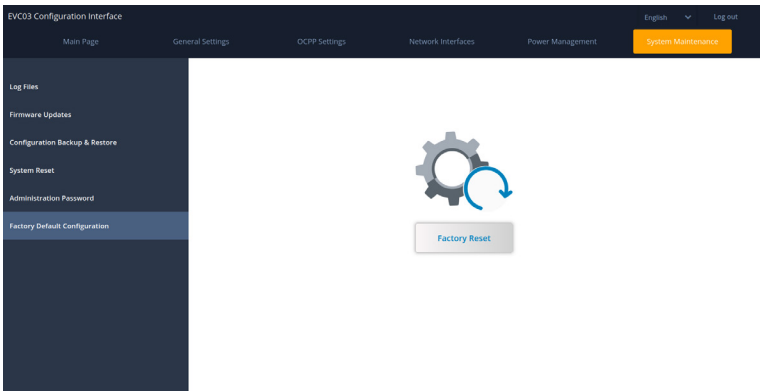 EVC03 Configuration Interface
English
Log out
Main Page
General Settings
OCPP Settings
Network Interfaces
Power Management
System Maintenance
Log Files
Firmware Updates
Configuration Backup & Restore
System Reset
Administration Password
Factory Default Configuration
Factory Reset